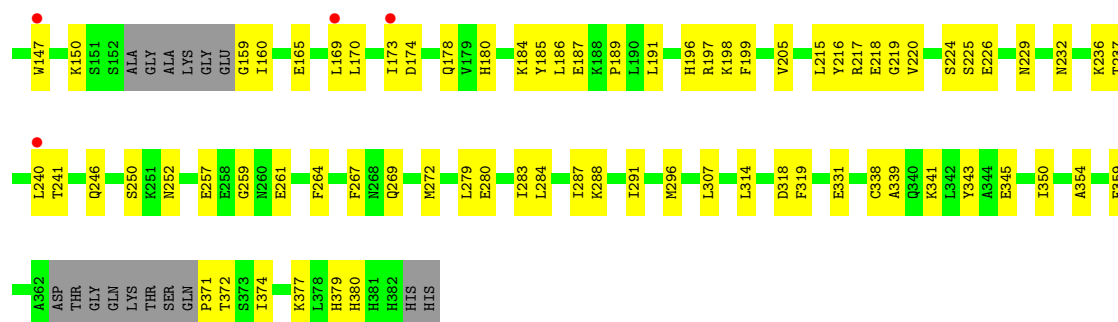 W147 K150 S151 S152 ALA GLY ALA LYS GLY GLU G159 I160 E165 L169 L170 I173 D174 Q178 V179 H180 K184 Y185 L186 E187 K188 P189 L190 L191 H196 R197 K198 F199 V205 L215 Y216 R217 E218 G219 V220 S224 S225 E226 N229 N232 K236 T237
L240 T241 Q246 S250 K251 N252 E257 E258 G259 N260 E261 F264 F267 N268 Q269 M272 L279 E280 I283 L284 I287 K288 I291 M296 L307 L314 D318 F319 E331 C338 A339 Q340 K341 L342 Y343 A344 E345 I350 A354 E359
A362 ASP THR GLY GLN LYS THR SER GLN P371 T372 S373 I374 K377 L378 H379 H380 H381 H382 HIS HIS